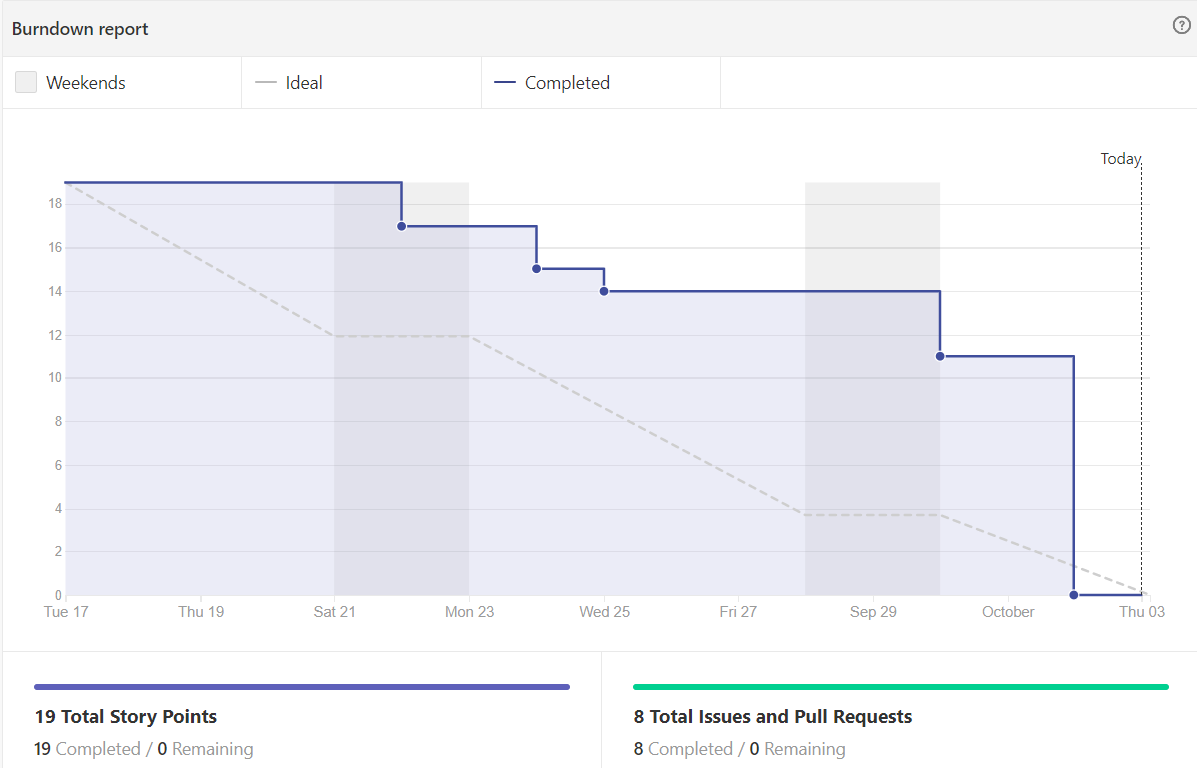 Burndown report
?
Weekends
Ideal
Completed
Today
18
16
14
12
10
8
6
4
2
0
Tue 17 Thu 19 Sat 21 Mon 23 Wed 25 Fri 27 Sep 29 October Thu 03
19 Total Story Points
19 Completed / 0 Remaining
8 Total Issues and Pull Requests
8 Completed / 0 Remaining